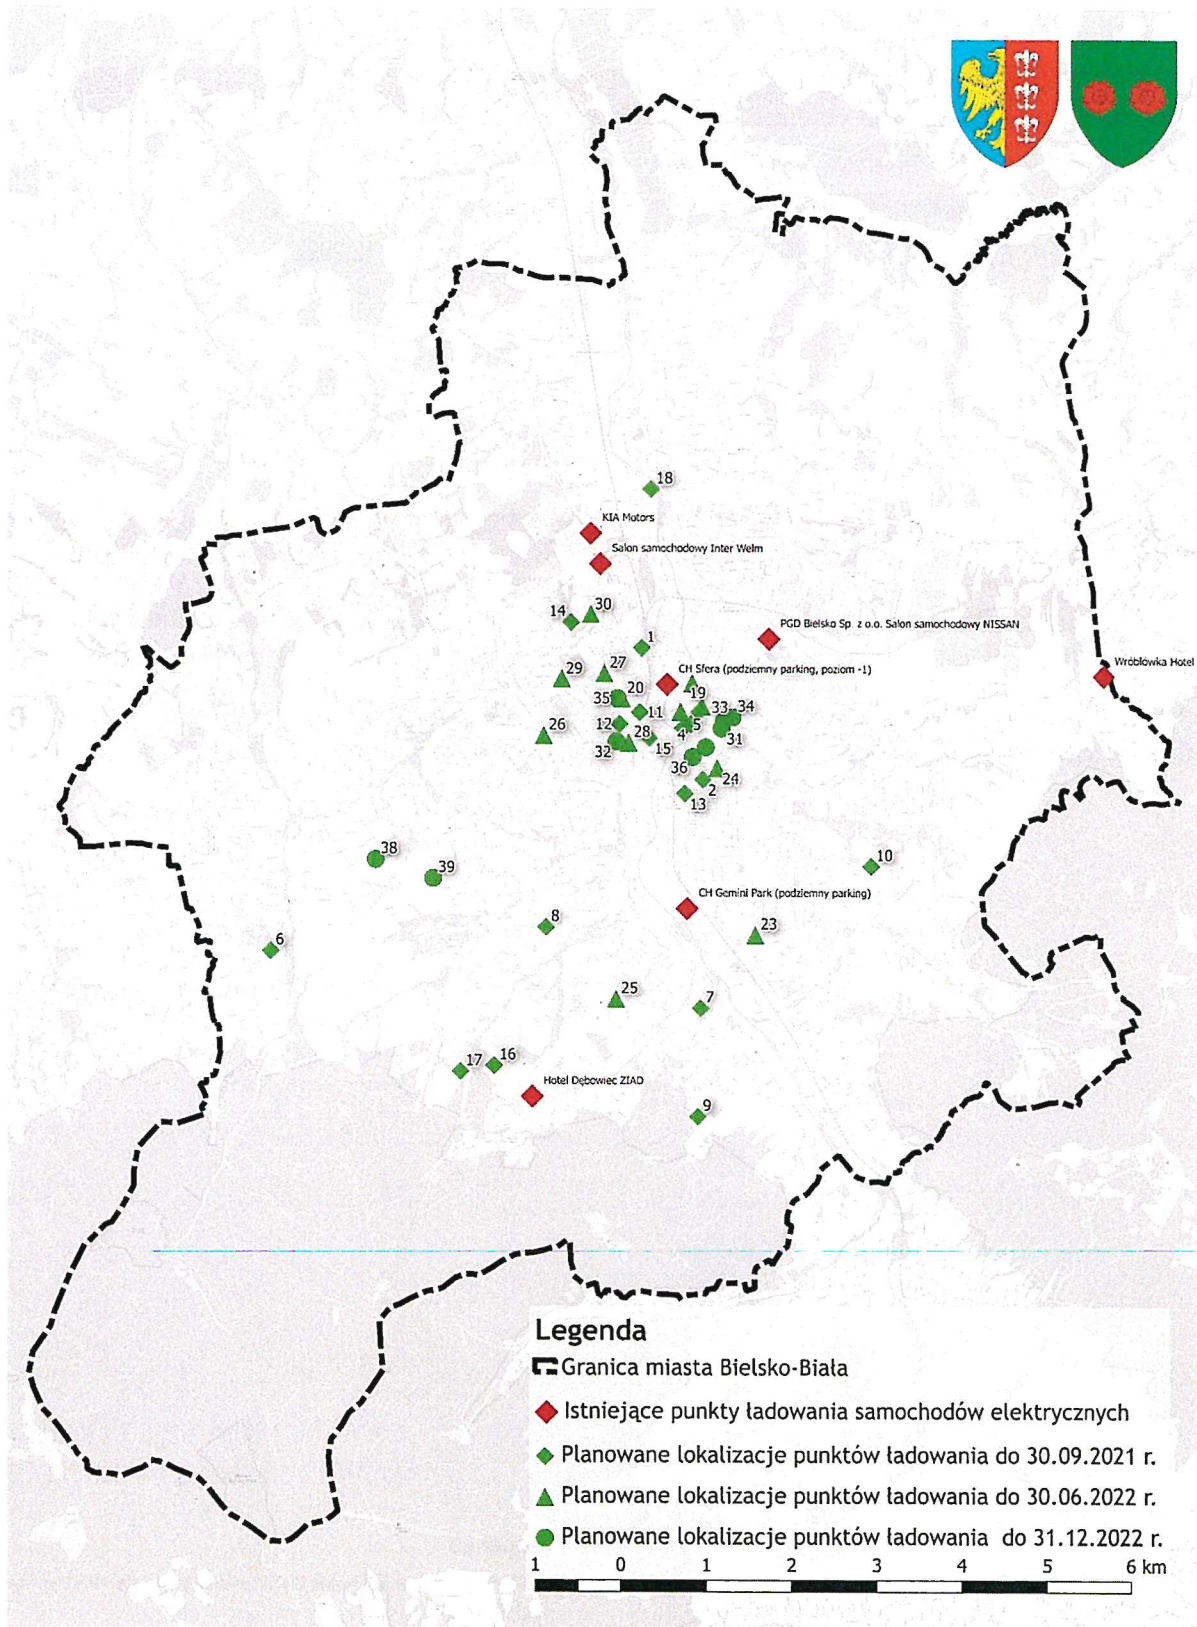 18
KIA Motors
Salon samochodowy Inter Welm
14
30
1
PGD Bielsko Sp. z o.o. Salon samochodowy NISSAN
29
27
CH Sfera (podziemny parking, poziom -1)
Wróblówka Hotel
35
20
19
11
33
34
26
12
28
4
5
31
32
15
36
24
2
13
38
39
10
CH Gemini Park (podziemny parking)
8
23
6
25
7
17
16
Hotel Dębowiec ZIAD
9
Legenda
Granica miasta Bielsko-Biała
Istniejące punkty ładowania samochodów elektrycznych
Planowane lokalizacje punktów ładowania do 30.09.2021 r.
Planowane lokalizacje punktów ładowania do 30.06.2022 r.
Planowane lokalizacje punktów ładowania do 31.12.2022 r.
1 0 1 2 3 4 5 6 km